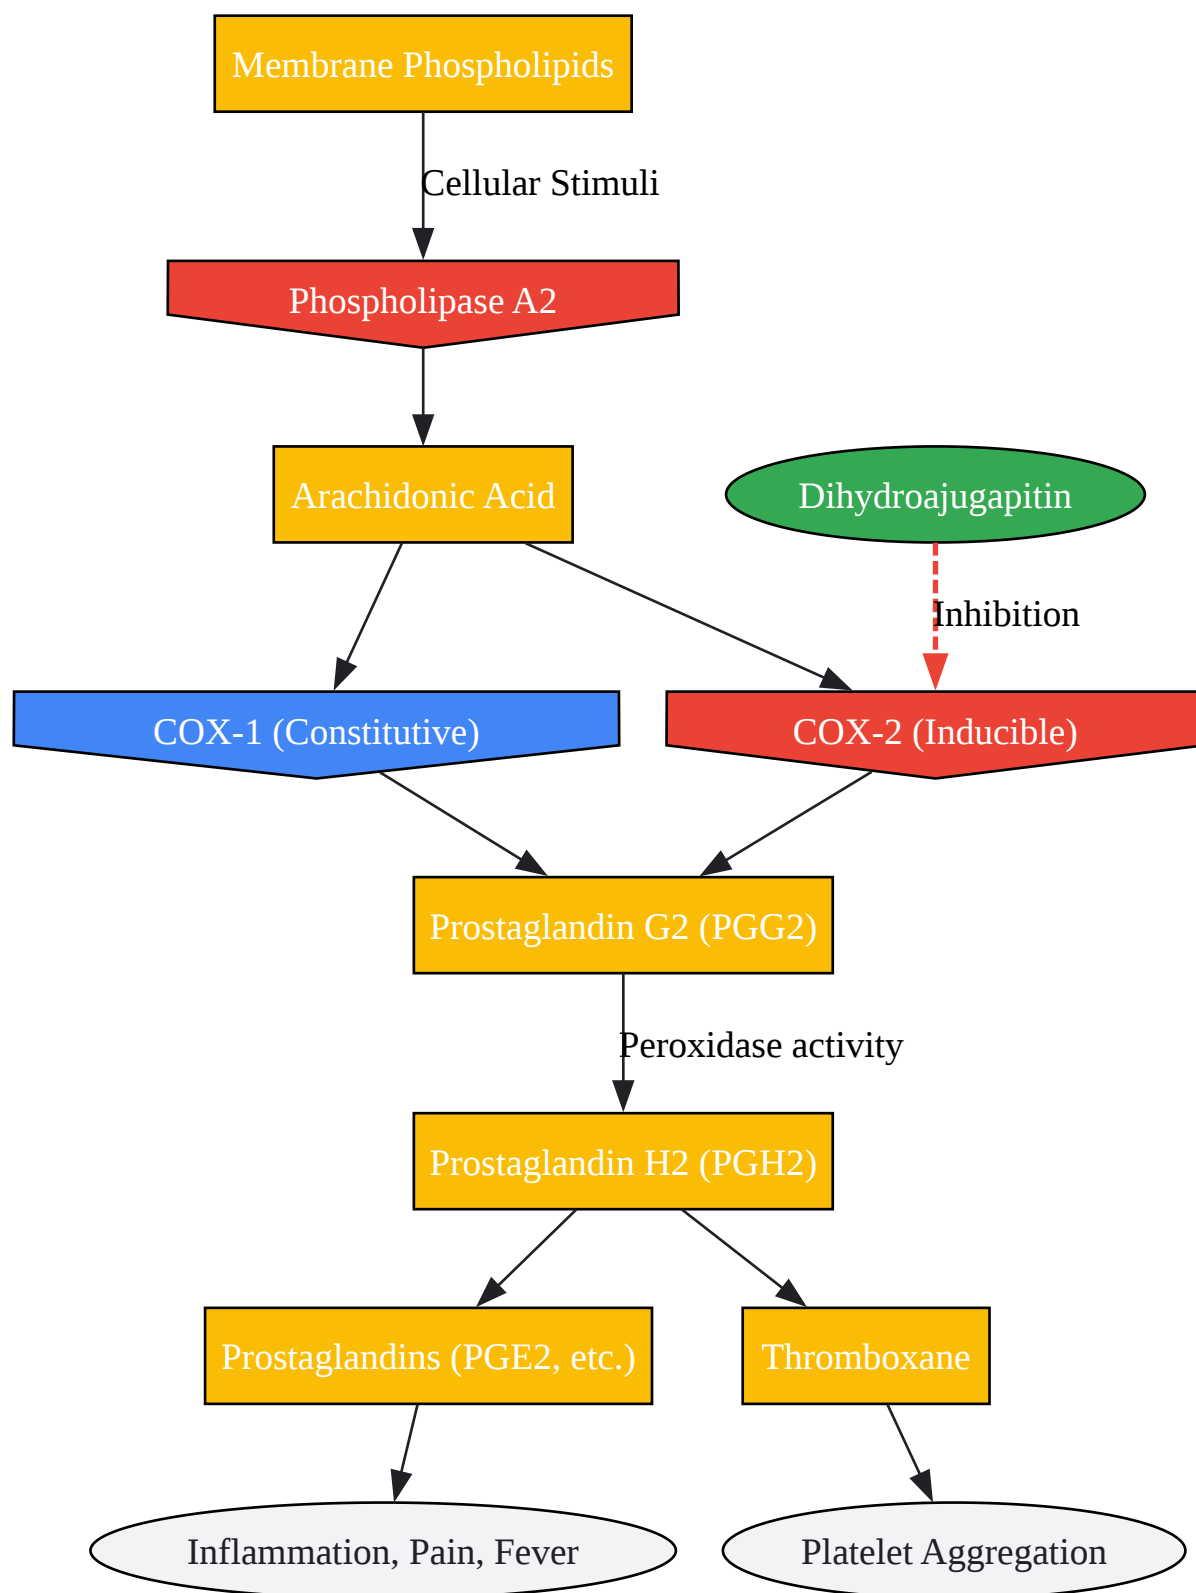 Membrane Phospholipids
Cellular Stimuli
Phospholipase A2
Arachidonic Acid
Dihydroajugapitin
Inhibition
COX-1 (Constitutive)
COX-2 (Inducible)
Prostaglandin G2 (PGG2)
Peroxidase activity
Prostaglandin H2 (PGH2)
Prostaglandins (PGE2, etc.)
Thromboxane
Inflammation, Pain, Fever
Platelet Aggregation